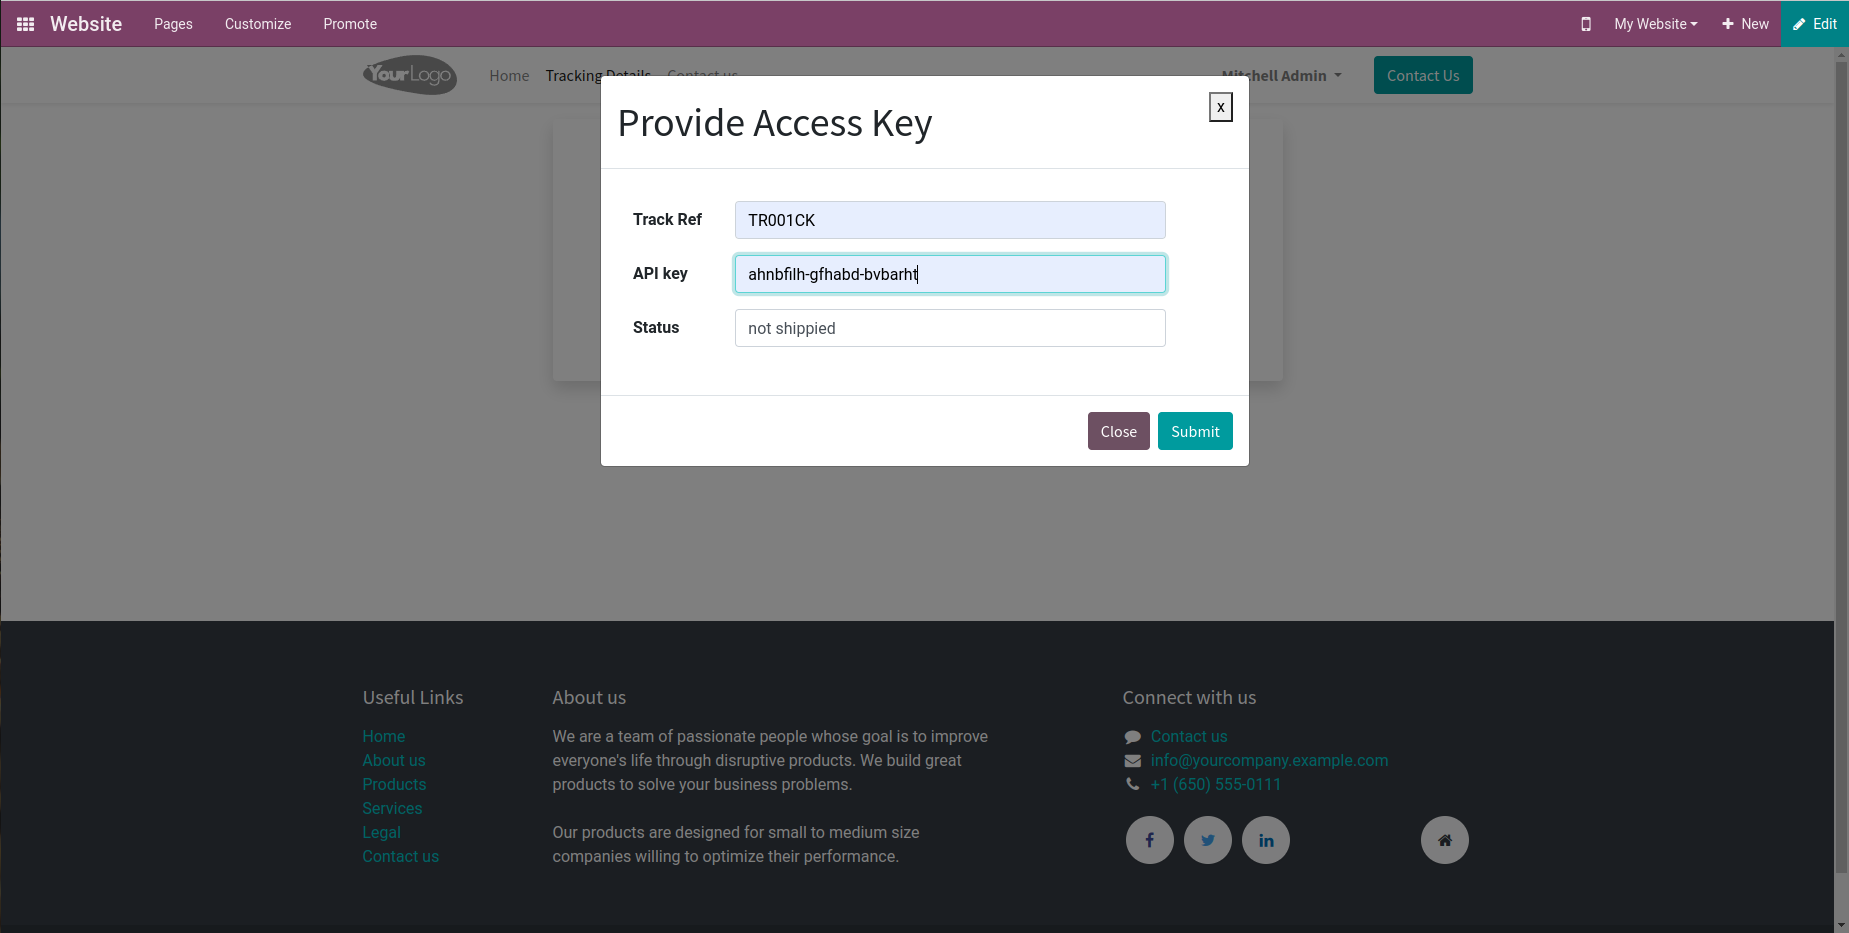 Website Pages Customize Promote My Website New Edit
YourLogo Home Tracking Details Contact us Mitchell Admin Contact Us
Provide Access Key
x
Track Ref TR001CK
API key ahnbfilh-gfhabd-bvbarht
Status not shippied
Close Submit
Useful Links
Home
About us
Products
Services
Legal
Contact us
About us
We are a team of passionate people whose goal is to improve
everyone's life through disruptive products. We build great
products to solve your business problems.
Our products are designed for small to medium size
companies willing to optimize their performance.
Connect with us
Contact us
info@yourcompany.example.com
+1 (650) 555-0111